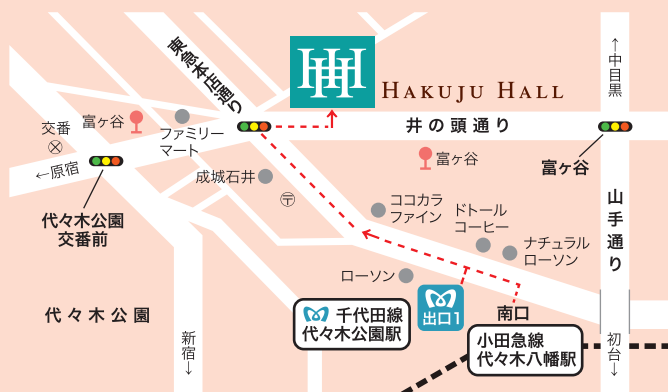 東急本店通り
HAKUJU HALL
↑中目黒
交番
富ヶ谷
ファミリー
マート
井の頭通り
富ヶ谷
富ヶ谷
←原宿
成城石井
〒
代々木公園
交番前
ココカラ
ファイン
ドトール
コーヒー
ナチュラル
ローソン
山手通り
ローソン
代々木公園
千代田線
代々木公園駅
出口1
南口
小田急線
代々木八幡駅
新宿↓
初台↓